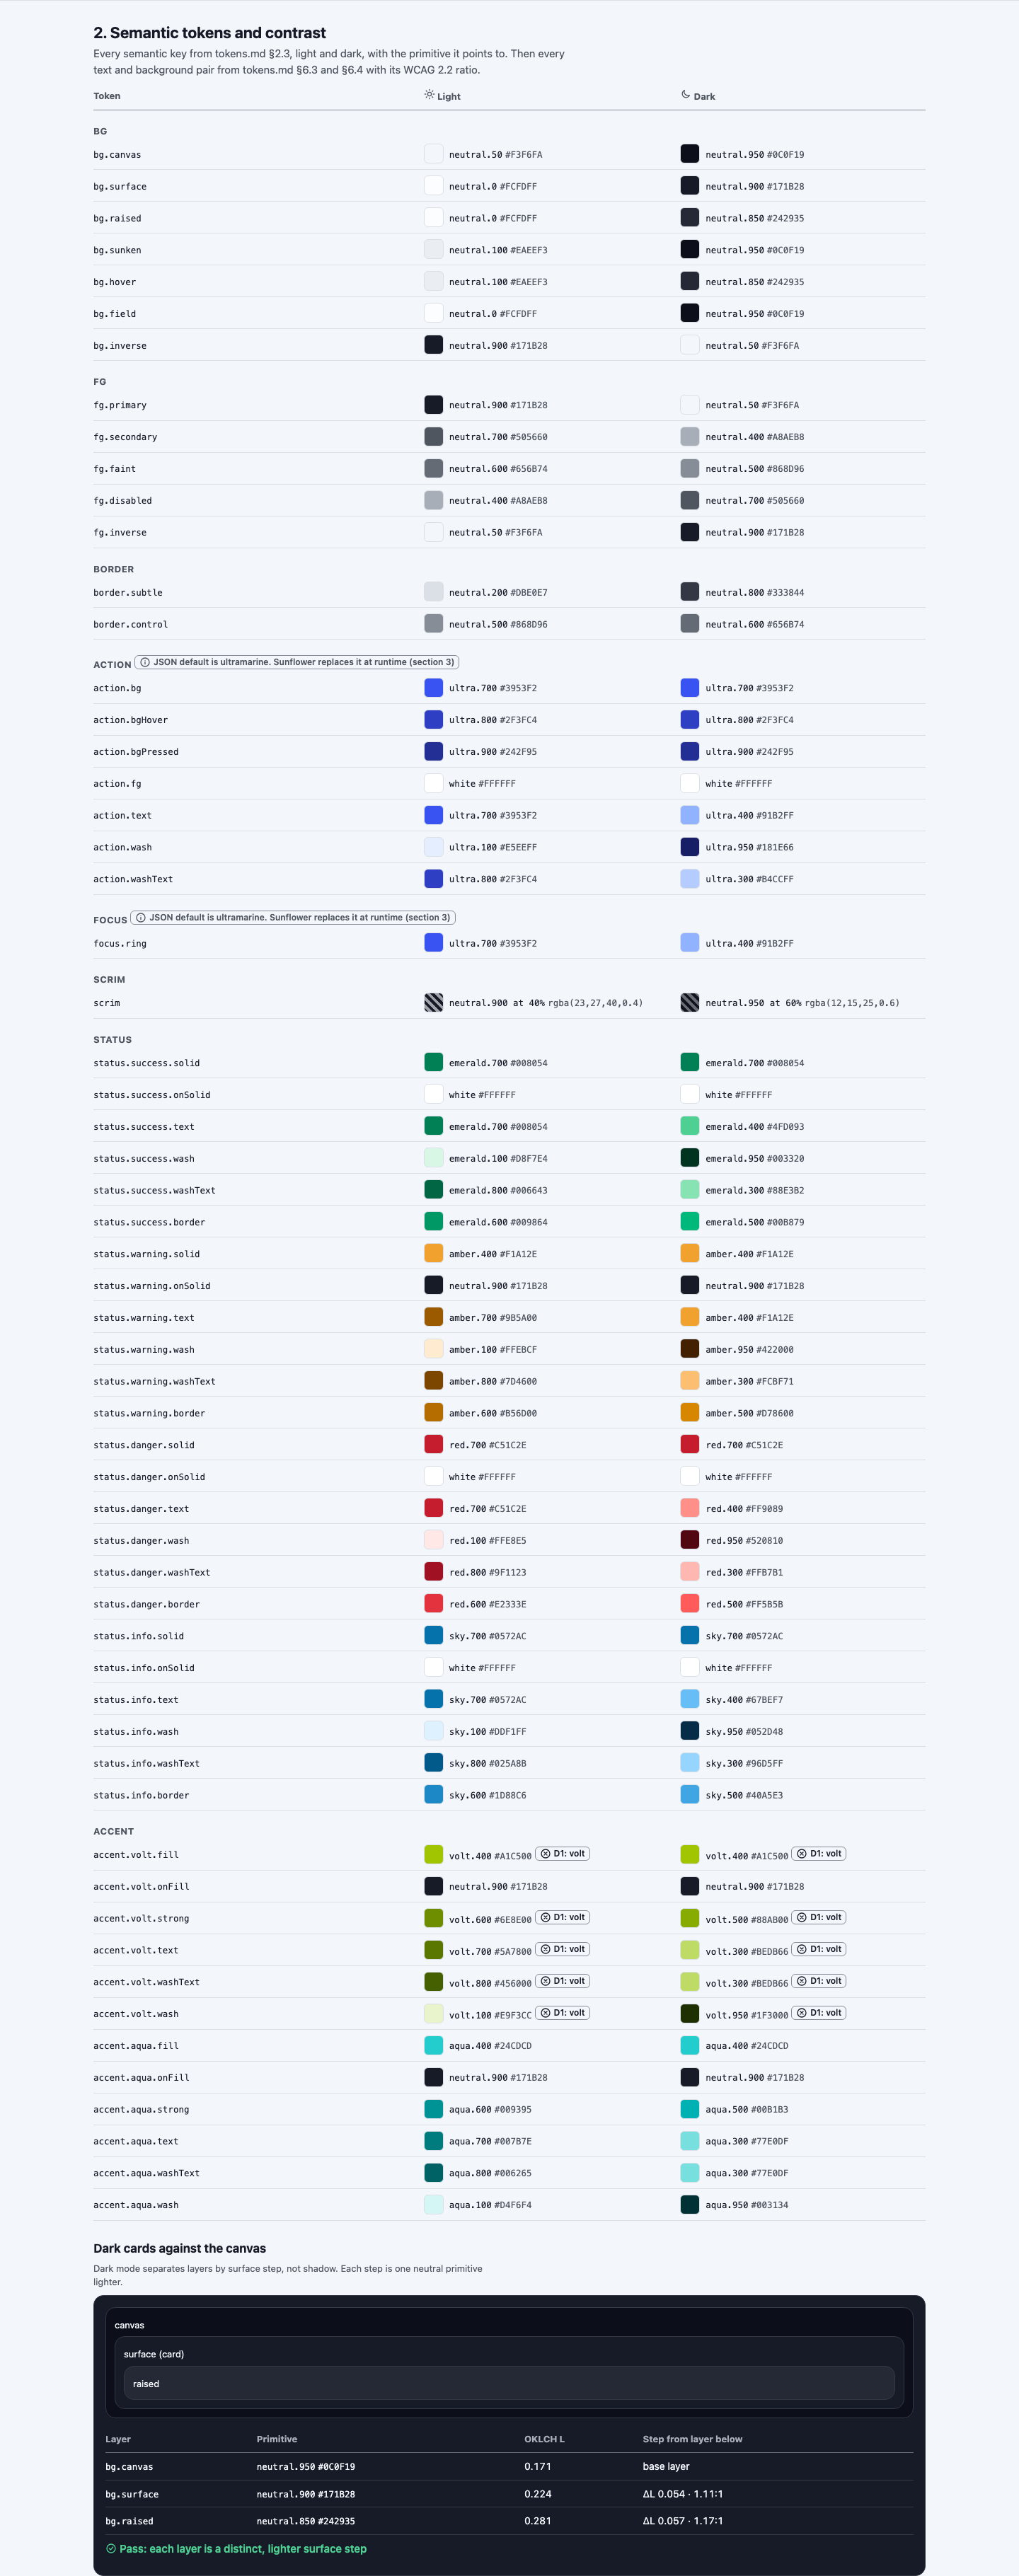 2. Semantic tokens and contrast
Every semantic key from tokens.md §2.3, light and dark, with the primitive it points to. Then every
text and background pair from tokens.md §6.3 and §6.4 with its WCAG 2.2 ratio.
Token Light Dark
BG
bg.canvas neutral.50 #F3F6FA neutral.950 #0C0F19
bg.surface neutral.0 #FCFDFF neutral.900 #171B28
bg.raised neutral.0 #FCFDFF neutral.850 #242935
bg.sunken neutral.100 #EAEEF3 neutral.950 #0C0F19
bg.hover neutral.100 #EAEEF3 neutral.850 #242935
bg.field neutral.0 #FCFDFF neutral.950 #0C0F19
bg.inverse neutral.900 #171B28 neutral.50 #F3F6FA
FG
fg.primary neutral.900 #171B28 neutral.50 #F3F6FA
fg.secondary neutral.700 #505660 neutral.400 #A8AEB8
fg.faint neutral.600 #656B74 neutral.500 #868D96
fg.disabled neutral.400 #A8AEB8 neutral.700 #505660
fg.inverse neutral.50 #F3F6FA neutral.900 #171B28
BORDER
border.subtle neutral.200 #DBE0E7 neutral.800 #333844
border.control neutral.500 #868D96 neutral.600 #656B74
ACTION JSON default is ultramarine. Sunflower replaces it at runtime (section 3)
action.bg ultra.700 #3953F2 ultra.700 #3953F2
action.bgHover ultra.800 #2F3FC4 ultra.800 #2F3FC4
action.bgPressed ultra.900 #242F95 ultra.900 #242F95
action.fg white #FFFFFF white #FFFFFF
action.text ultra.700 #3953F2 ultra.400 #91B2FF
action.wash ultra.100 #E5EEFF ultra.950 #181E66
action.washText ultra.800 #2F3FC4 ultra.300 #B4CCFF
FOCUS JSON default is ultramarine. Sunflower replaces it at runtime (section 3)
focus.ring ultra.700 #3953F2 ultra.400 #91B2FF
SCRIM
scrim neutral.900 at 40% rgba(23,27,40,0.4) neutral.950 at 60% rgba(12,15,25,0.6)
STATUS
status.success.solid emerald.700 #008054 emerald.700 #008054
status.success.onSolid white #FFFFFF white #FFFFFF
status.success.text emerald.700 #008054 emerald.400 #4FD093
status.success.wash emerald.100 #D8F7E4 emerald.950 #003320
status.success.washText emerald.800 #006643 emerald.300 #88E3B2
status.success.border emerald.600 #009864 emerald.500 #00B879
status.warning.solid amber.400 #F1A12E amber.400 #F1A12E
status.warning.onSolid neutral.900 #171B28 neutral.900 #171B28
status.warning.text amber.700 #9B5A00 amber.400 #F1A12E
status.warning.wash amber.100 #FFEBCF amber.950 #422000
status.warning.washText amber.800 #7D4600 amber.300 #FCBF71
status.warning.border amber.600 #B56D00 amber.500 #D78600
status.danger.solid red.700 #C51C2E red.700 #C51C2E
status.danger.onSolid white #FFFFFF white #FFFFFF
status.danger.text red.700 #C51C2E red.400 #FF9089
status.danger.wash red.100 #FFE8E5 red.950 #520810
status.danger.washText red.800 #9F1123 red.300 #FFB7B1
status.danger.border red.600 #E2333E red.500 #FF5B5B
status.info.solid sky.700 #0572AC sky.700 #0572AC
status.info.onSolid white #FFFFFF white #FFFFFF
status.info.text sky.700 #0572AC sky.400 #67BEF7
status.info.wash sky.100 #DDF1FF sky.950 #052D48
status.info.washText sky.800 #025A8B sky.300 #96D5FF
status.info.border sky.600 #1D88C6 sky.500 #40A5E3
ACCENT
accent.volt.fill volt.400 #A1C500 D1: volt volt.400 #A1C500 D1: volt
accent.volt.onFill neutral.900 #171B28 neutral.900 #171B28
accent.volt.strong volt.600 #6E8E00 D1: volt volt.500 #88AB00 D1: volt
accent.volt.text volt.700 #5A7800 D1: volt volt.300 #BEDB66 D1: volt
accent.volt.washText volt.800 #456000 D1: volt volt.300 #BEDB66 D1: volt
accent.volt.wash volt.100 #E9F3CC D1: volt volt.950 #1F3000 D1: volt
accent.aqua.fill aqua.400 #24CDCD aqua.400 #24CDCD
accent.aqua.onFill neutral.900 #171B28 neutral.900 #171B28
accent.aqua.strong aqua.600 #009395 aqua.500 #00B1B3
accent.aqua.text aqua.700 #007B7E aqua.300 #77E0DF
accent.aqua.washText aqua.800 #006265 aqua.300 #77E0DF
accent.aqua.wash aqua.100 #D4F6F4 aqua.950 #003134
Dark cards against the canvas
Dark mode separates layers by surface step, not shadow. Each step is one neutral primitive
lighter.
canvas
surface (card)
raised
Layer Primitive OKLCH L Step from layer below
bg.canvas neutral.950 #0C0F19 0.171 base layer
bg.surface neutral.900 #171B28 0.224 ΔL 0.054 · 1.11:1
bg.raised neutral.850 #242935 0.281 ΔL 0.057 · 1.17:1
Pass: each layer is a distinct, lighter surface step